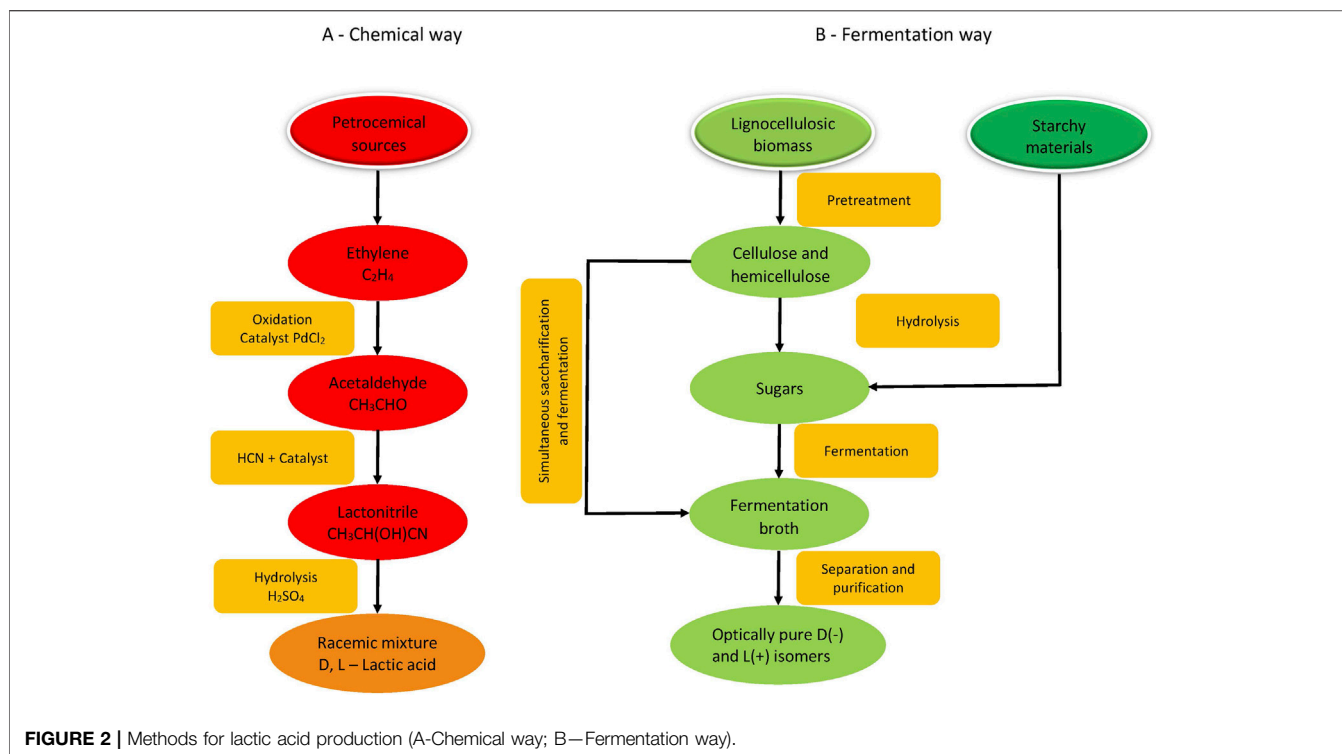 A - Chemical way
Petrocemical
sources
Ethylene
C₂H₄
Oxidation
Catalyst PdCl₂
Acetaldehyde
CH₃CHO
HCN + Catalyst
Lactonitrile
CH₃CH(OH)CN
Hydrolysis
H₂SO₄
Racemic mixture
D, L – Lactic acid
B - Fermentation way
Lignocellulosic
biomass
Starchy
materials
Pretreatment
Cellulose and
hemicellulose
Hydrolysis
Simultaneous saccharification
and fermentation
Sugars
Fermentation
Fermentation
broth
Separation and
purification
Optically pure D(-)
and L(+) isomers
FIGURE 2 | Methods for lactic acid production (A-Chemical way; B—Fermentation way).